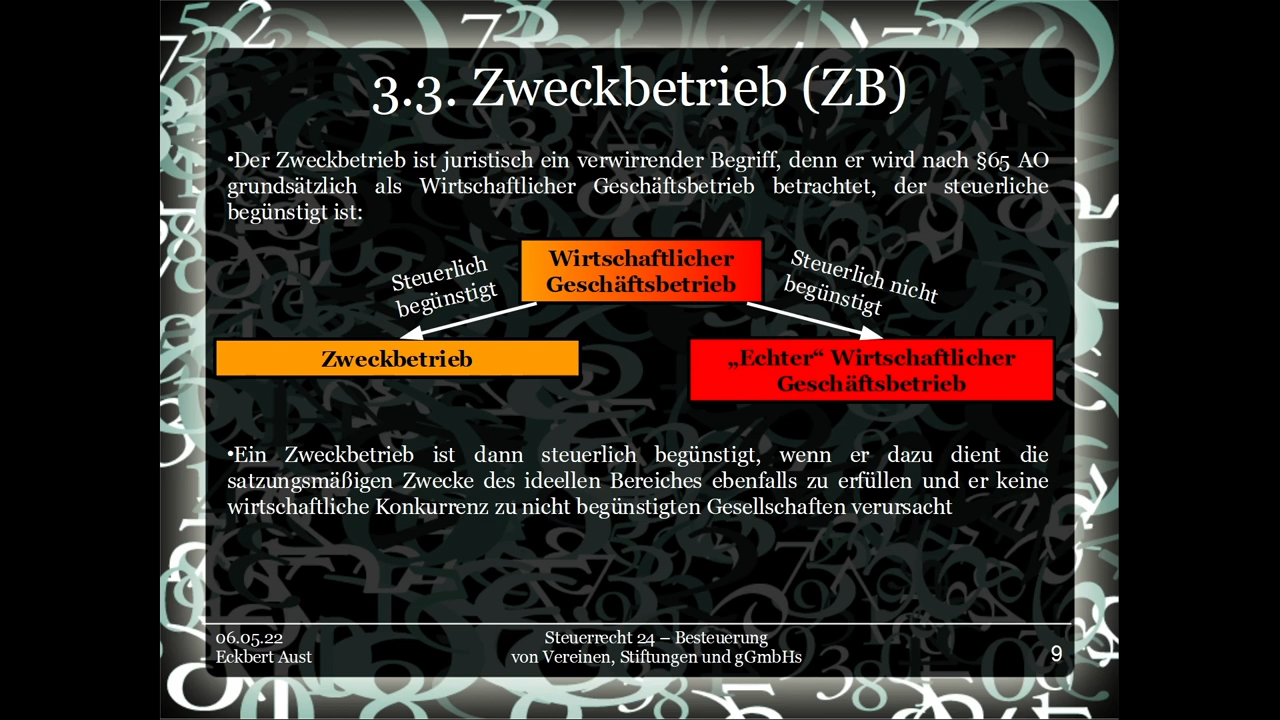 3.3. Zweckbetrieb (ZB)
•Der Zweckbetrieb ist juristisch ein verwirrender Begriff, denn er wird nach §65 AO
grundsätzlich als Wirtschaftlicher Geschäftsbetrieb betrachtet, der steuerliche
begünstigt ist:
Wirtschaftlicher
Geschäftsbetrieb
Steuerlich
begünstigt
Steuerlich nicht
begünstigt
Zweckbetrieb
„Echter“ Wirtschaftlicher
Geschäftsbetrieb
•Ein Zweckbetrieb ist dann steuerlich begünstigt, wenn er dazu dient die
satzungsmäßigen Zwecke des ideellen Bereiches ebenfalls zu erfüllen und er keine
wirtschaftliche Konkurrenz zu nicht begünstigten Gesellschaften verursacht
06.05.22
Eckbert Aust
Steuerrecht 24 – Besteuerung
von Vereinen, Stiftungen und gGmbHs
9